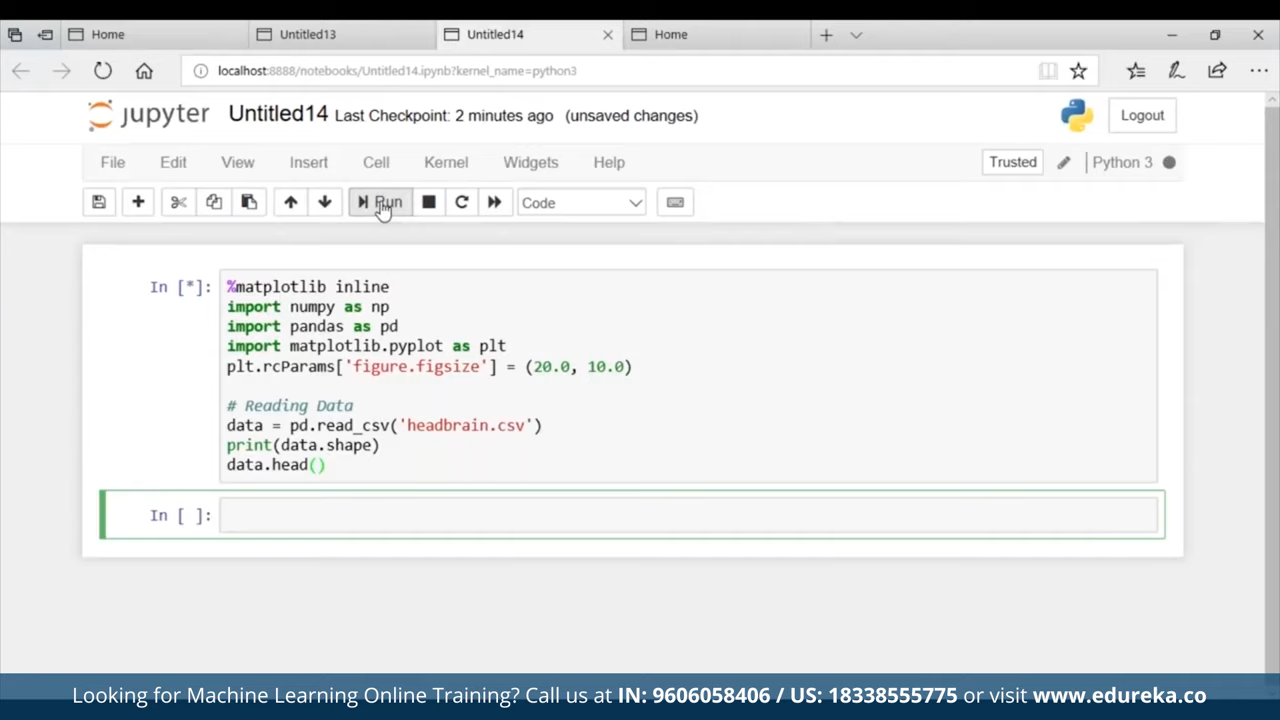 Home
Untitled13
Untitled14
Home
localhost:8888/notebooks/Untitled14.ipynb?kernel_name=python3
jupyter Untitled14 Last Checkpoint: 2 minutes ago (unsaved changes)
Logout
File Edit View Insert Cell Kernel Widgets Help
Trusted
Python 3
Run
Code
In [*]:
%matplotlib inline
import numpy as np
import pandas as pd
import matplotlib.pyplot as plt
plt.rcParams['figure.figsize'] = (20.0, 10.0)
# Reading Data
data = pd.read_csv('headbrain.csv')
print(data.shape)
data.head()
In [ ]:
Looking for Machine Learning Online Training? Call us at IN: 9606058406 / US: 18338555775 or visit www.edureka.co